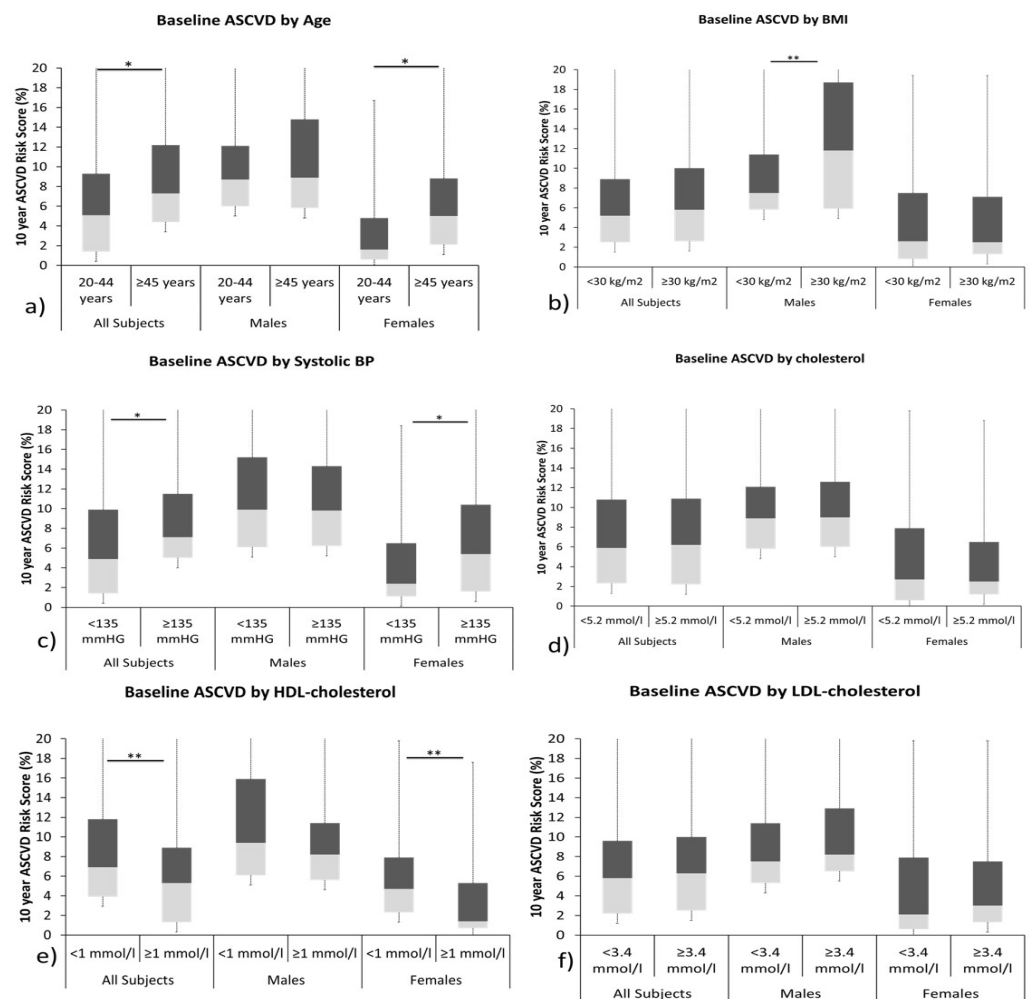 Baseline ASCVD by Age
10 year ASCVD Risk Score (%)
20
18
16
14
12
10
8
6
4
2
0
*
*
20-44 years
≥45 years
20-44 years
≥45 years
20-44 years
≥45 years
All Subjects
Males
Females
a)
Baseline ASCVD by BMI
10 year ASCVD Risk Score (%)
20
18
16
14
12
10
8
6
4
2
0
**
<30 kg/m2
≥30 kg/m2
<30 kg/m2
≥30 kg/m2
<30 kg/m2
≥30 kg/m2
All Subjects
Males
Females
b)
Baseline ASCVD by Systolic BP
10 year ASCVD Risk Score (%)
20
18
16
14
12
10
8
6
4
2
0
*
*
<135 mmHG
≥135 mmHG
<135 mmHG
≥135 mmHG
<135 mmHG
≥135 mmHG
All Subjects
Males
Females
c)
Baseline ASCVD by cholesterol
10 year ASCVD Risk Score (%)
20
18
16
14
12
10
8
6
4
2
0
<5.2 mmol/l
≥5.2 mmol/l
<5.2 mmol/l
≥5.2 mmol/l
<5.2 mmol/l
≥5.2 mmol/l
All Subjects
Males
Females
d)
Baseline ASCVD by HDL-cholesterol
10 year ASCVD Risk Score (%)
20
18
16
14
12
10
8
6
4
2
0
**
**
<1 mmol/l
≥1 mmol/l
<1 mmol/l
≥1 mmol/l
<1 mmol/l
≥1 mmol/l
All Subjects
Males
Females
e)
Baseline ASCVD by LDL-cholesterol
10 year ASCVD Risk Score (%)
20
18
16
14
12
10
8
6
4
2
0
<3.4 mmol/l
≥3.4 mmol/l
<3.4 mmol/l
≥3.4 mmol/l
<3.4 mmol/l
≥3.4 mmol/l
All Subjects
Males
Females
f)